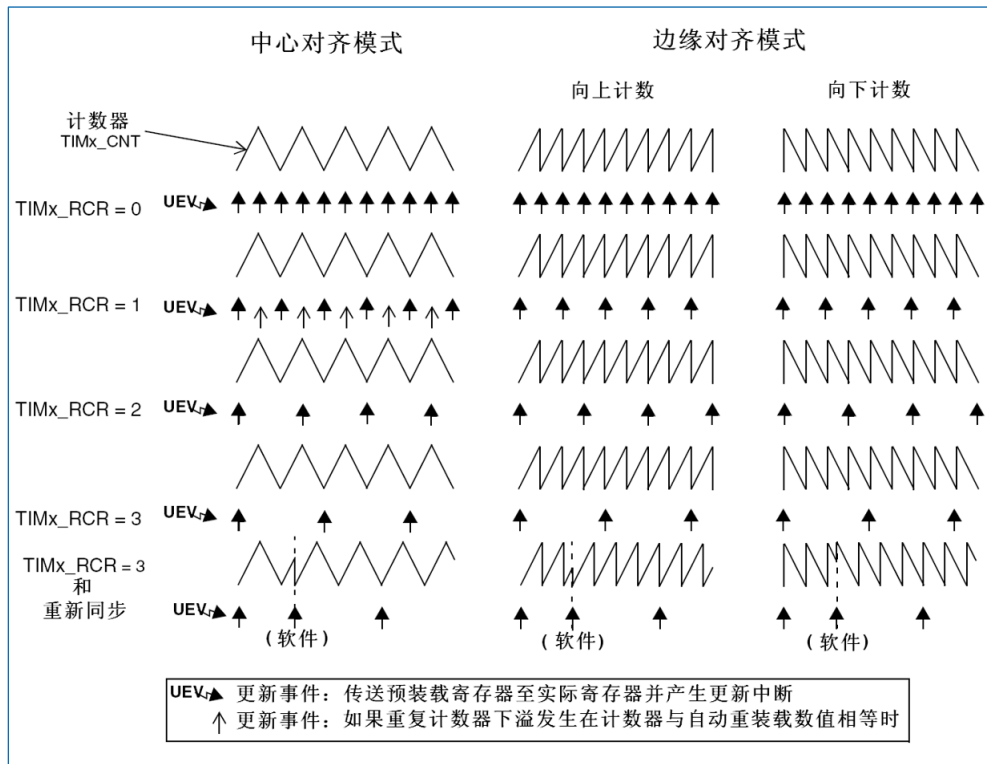 中心对齐模式
边缘对齐模式
向上计数
向下计数
计数器
TIMx_CNT
TIMx_RCR = 0
UEV
TIMx_RCR = 1
UEV
TIMx_RCR = 2
UEV
TIMx_RCR = 3
UEV
TIMx_RCR = 3
和
重新同步
UEV
(软件)
(软件)
(软件)
UEV 更新事件：传送预装载寄存器至实际寄存器并产生更新中断
更新事件：如果重复计数器下溢发生在计数器与自动重装载数值相等时